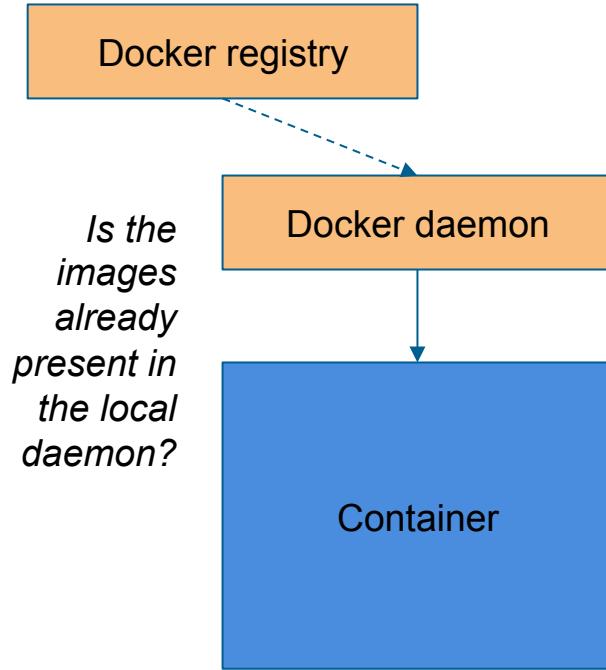 Docker registry
Docker daemon
Is the
images
already
present in
the local
daemon?
Container